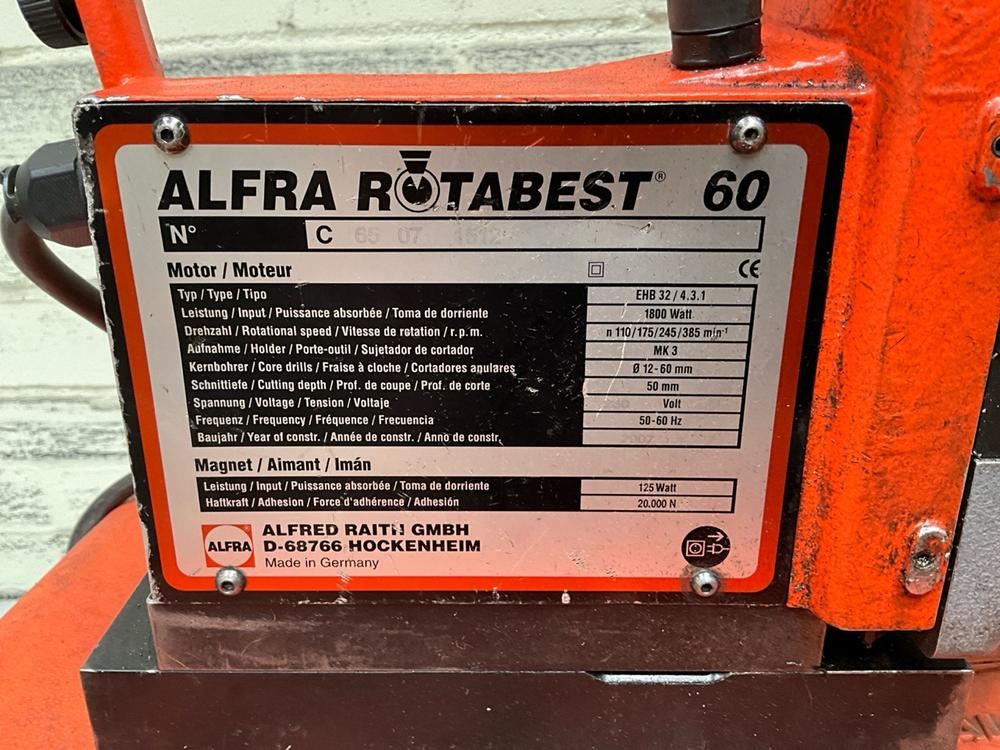 ALFRA ROTABEST® 60
N° C 65 07 1512
Motor / Moteur CE
Typ / Type / Tipo EHB 32 / 4.3.1
Leistung / Input / Puissance absorbée / Toma de dorriente 1800 Watt
Drehzahl / Rotational speed / Vitesse de rotation / r.p.m. n 110/175/245/385 min-¹
Aufnahme / Holder / Porte-outil / Sujetador de cortador MK 3
Kernbohrer / Core drills / Fraise à cloche / Cortadores apulares Ø 12-60 mm
Schnittiefe / Cutting depth / Prof. de coupe / Prof. de corte 50 mm
Spannung / Voltage / Tension / Voltaje Volt
Frequenz / Frequency / Fréquence / Frecuencia 50-60 Hz
Baujahr / Year of constr. / Année de constr. / Anno de constr. 2007
Magnet / Aimant / Imán
Leistung / Input / Puissance absorbée / Toma de dorriente 125 Watt
Haftkraft / Adhesion / Force d'adhérence / Adhesión 20.000 N
ALFRA
ALFRED RAITH GMBH
D-68766 HOCKENHEIM
Made in Germany